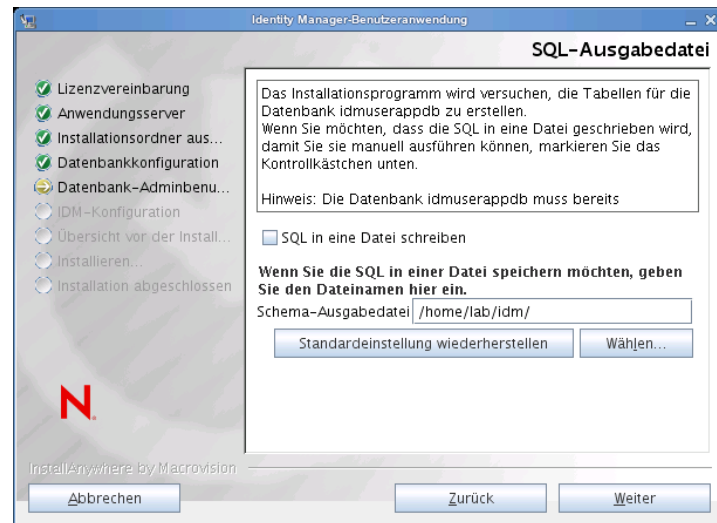 Identity Manager-Benutzeranwendung
SQL-Ausgabedatei
Lizenzvereinbarung
Anwendungsserver
Installationsordner aus...
Datenbankkonfiguration
Datenbank-Adminbenu...
IDM-Konfiguration
Übersicht vor der Install...
Installieren...
Installation abgeschlossen
Das Installationsprogramm wird versuchen, die Tabellen für die
Datenbank idmuserappdb zu erstellen.
Wenn Sie möchten, dass die SQL in eine Datei geschrieben wird,
damit Sie sie manuell ausführen können, markieren Sie das
Kontrollkästchen unten.
Hinweis: Die Datenbank idmuserappdb muss bereits
SQL in eine Datei schreiben
Wenn Sie die SQL in einer Datei speichern möchten, geben
Sie den Dateinamen hier ein.
Schema-Ausgabedatei /home/lab/idm/
Standardeinstellung wiederherstellen Wählen...
N
InstallAnywhere by Macrovision
Abbrechen Zurück Weiter